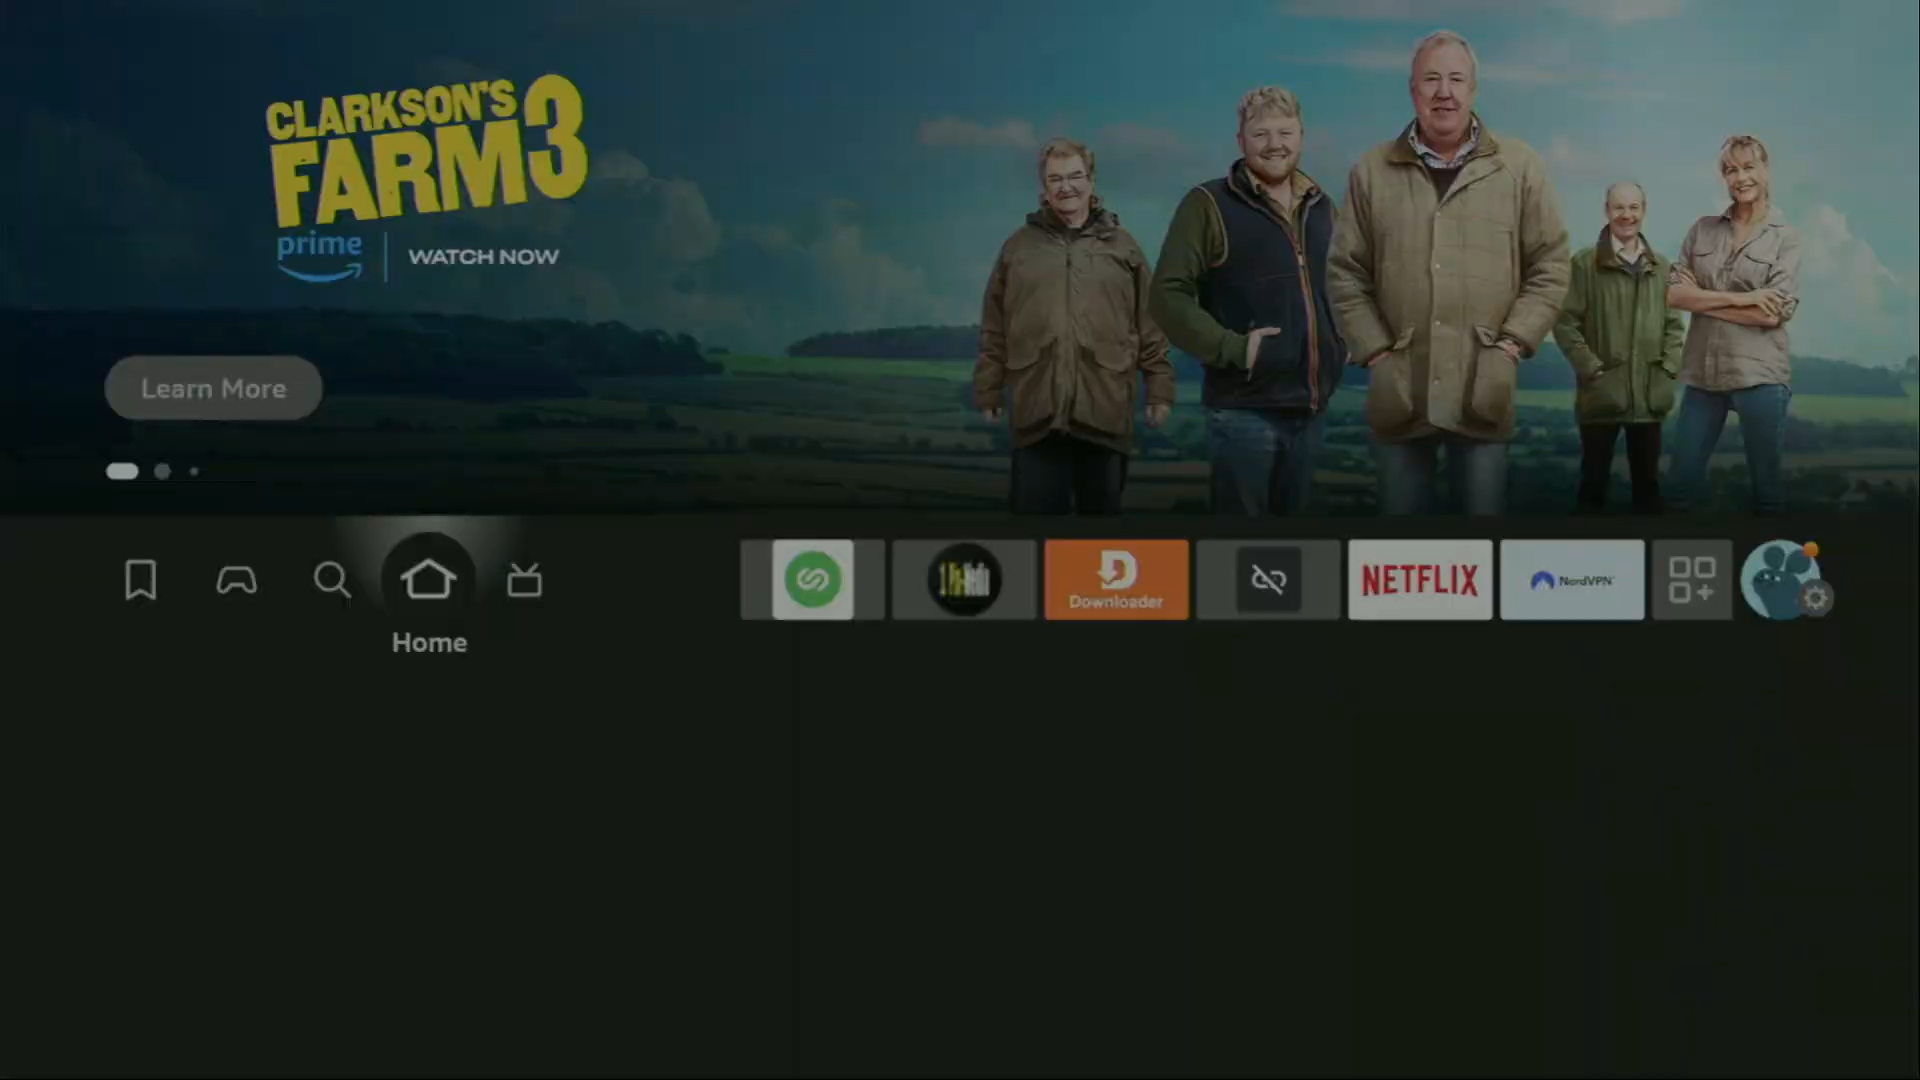 CLARKSON'S
FARM3
prime
WATCH NOW
Learn More
Downloader
NETFLIX
NordVPN
Home